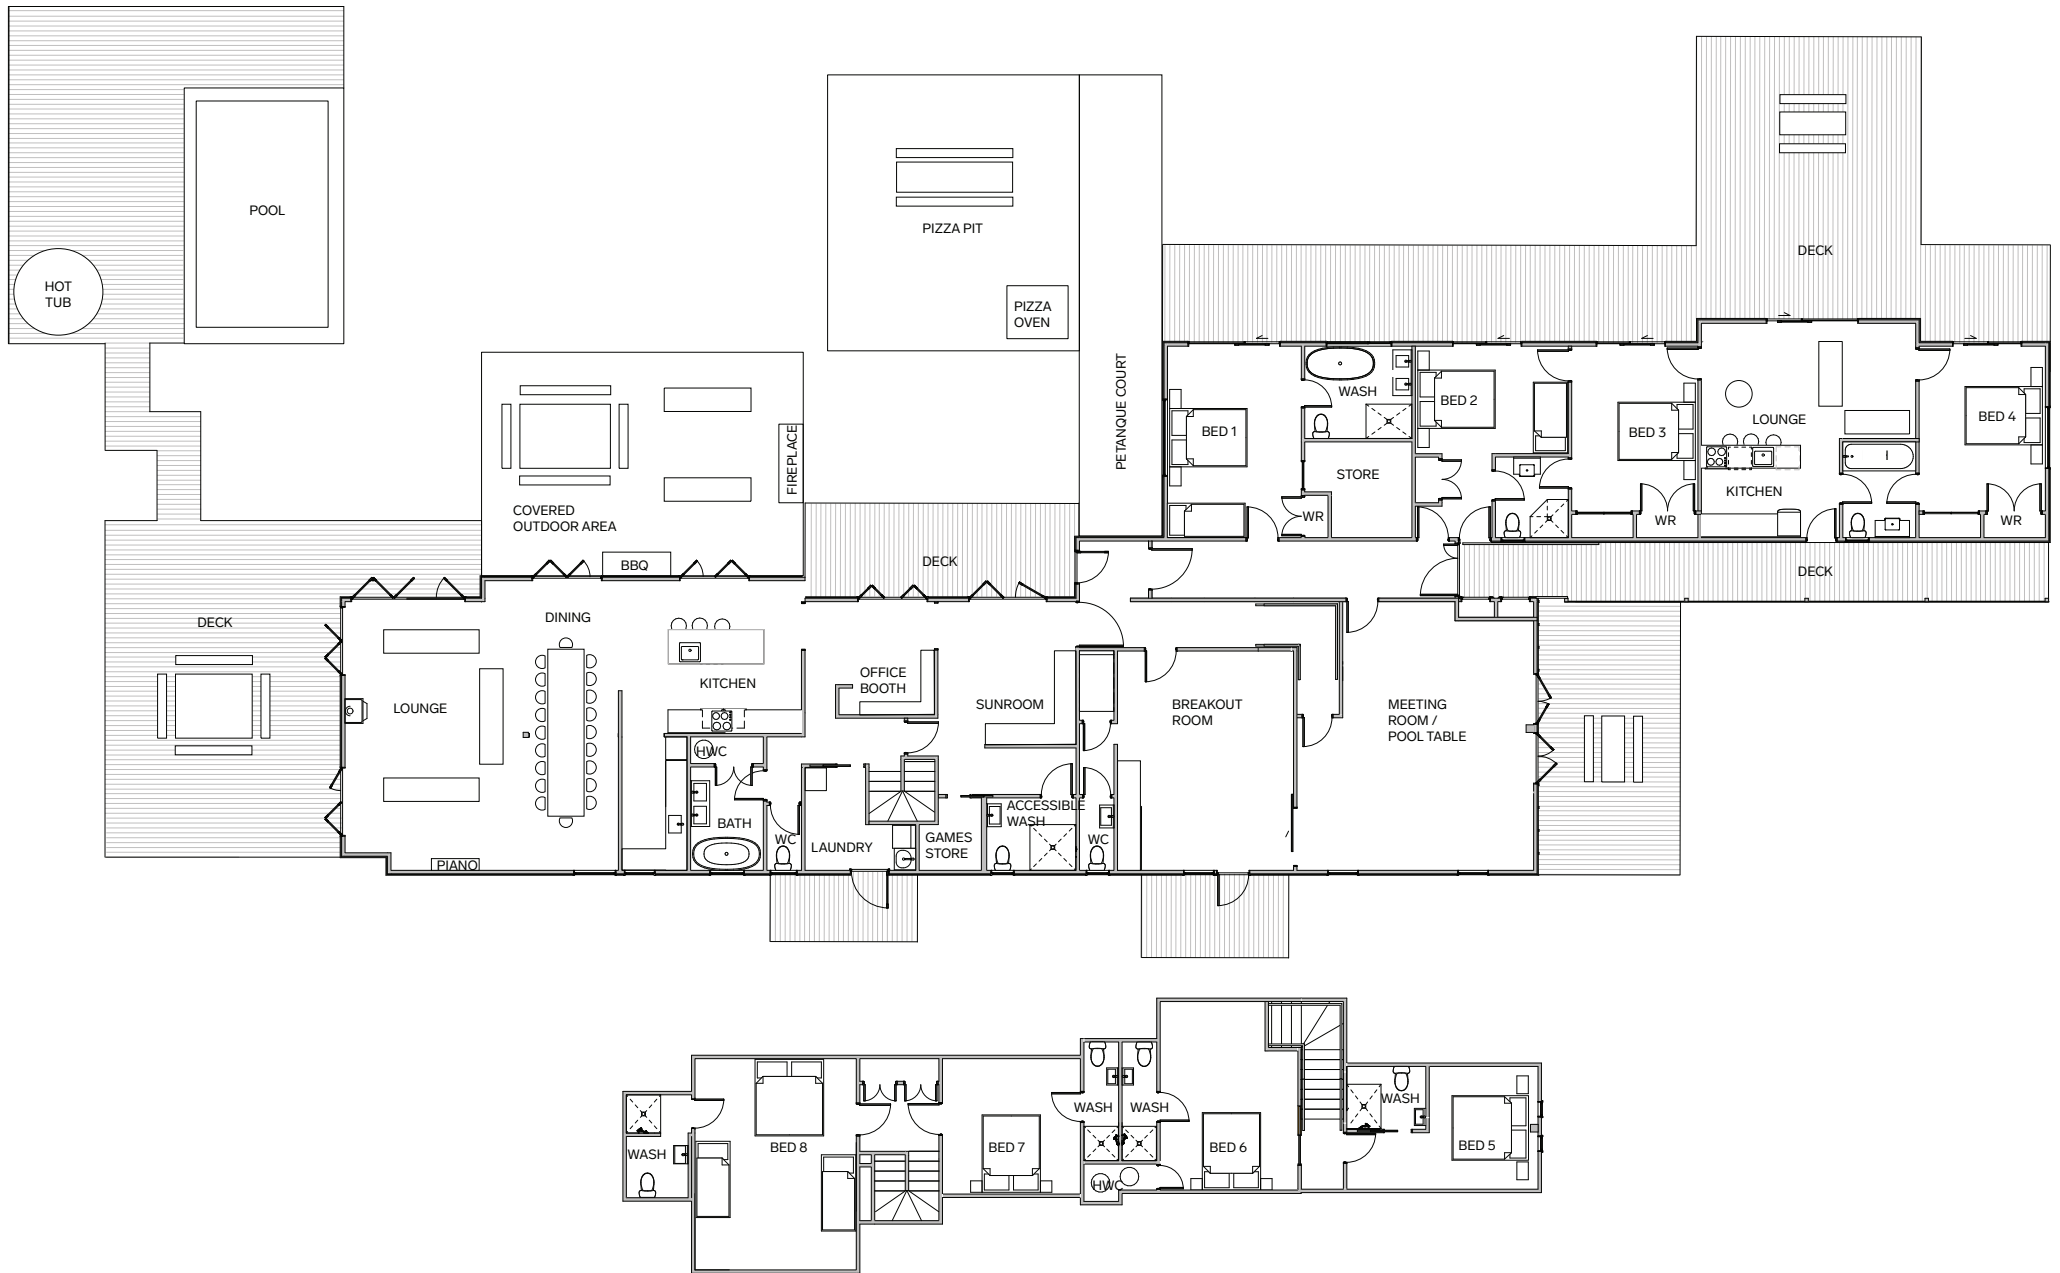 POOL
HOT
TUB
PIZZA PIT
PIZZA
OVEN
PETANQUE COURT
DECK
WASH
BED 1
BED 2
BED 3
LOUNGE
BED 4
STORE
KITCHEN
WR
WR
WR
DECK
FIREPLACE
COVERED
OUTDOOR AREA
BBQ
DECK
DECK
DINING
LOUNGE
KITCHEN
OFFICE
BOOTH
SUNROOM
BREAKOUT
ROOM
MEETING
ROOM /
POOL TABLE
HWC
BATH
WC
LAUNDRY
GAMES
STORE
ACCESSIBLE
WASH
WC
PIANO
WASH
BED 8
BED 7
WASH
WASH
HWC
BED 6
WASH
BED 5